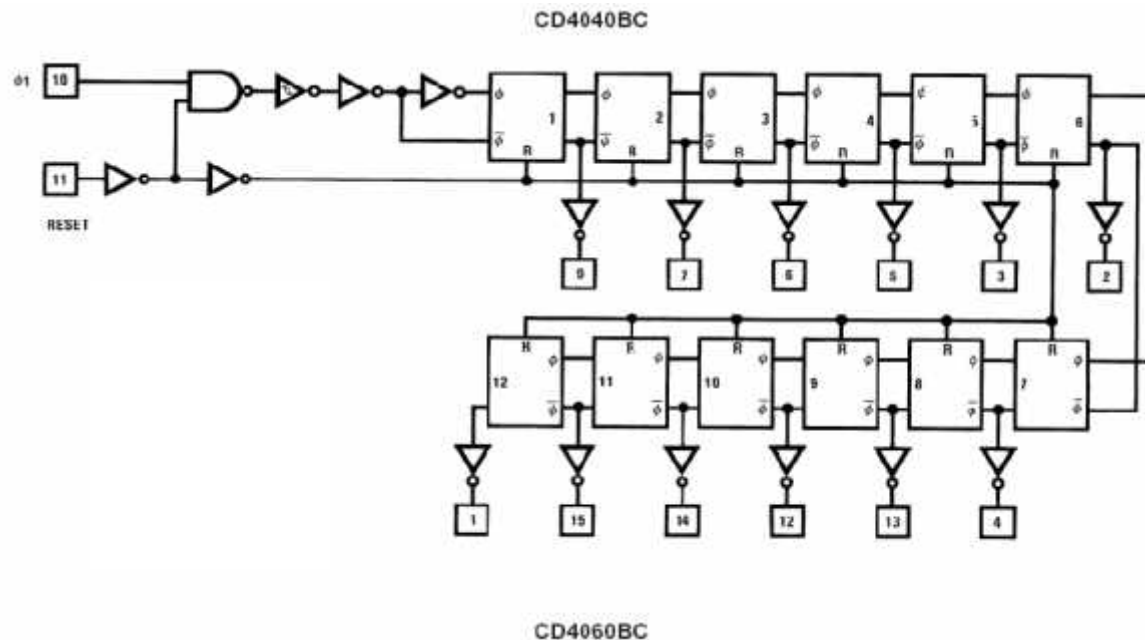 CD4040BC
ϕ1 10
1 ϕ ϕ̅ R
2 ϕ ϕ̅ R
3 ϕ ϕ̅ R
4 ϕ ϕ̅ R
5 ϕ ϕ̅ R
6 ϕ ϕ̅ R
11
RESET
9 7 6 5 3 2
12 R ϕ ϕ̅
11 R ϕ ϕ̅
10 R ϕ ϕ̅
9 R ϕ ϕ̅
8 R ϕ ϕ̅
7 R ϕ ϕ̅
1 15 14 12 13 4
CD4060BC